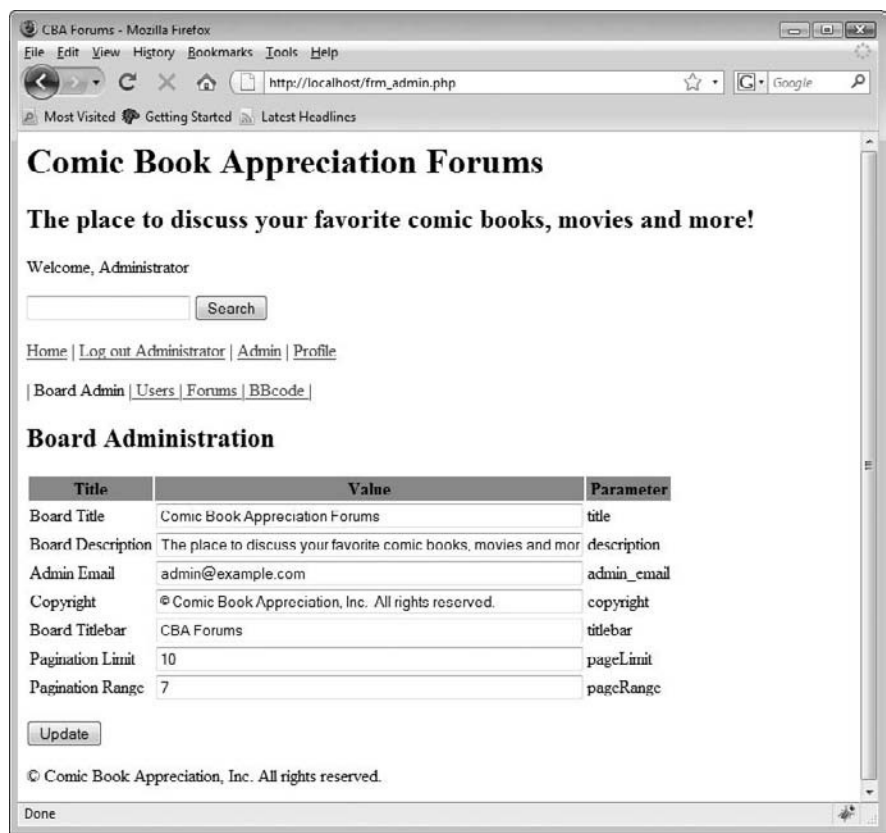 CBA Forums - Mozilla Firefox
File Edit View History Bookmarks Tools Help
http://localhost/frm_admin.php
G Google
Most Visited Getting Started Latest Headlines
Comic Book Appreciation Forums
The place to discuss your favorite comic books, movies and more!
Welcome, Administrator
Search
Home | Log out Administrator | Admin | Profile
| Board Admin | Users | Forums | BBcode |
Board Administration
Title Value Parameter
Board Title Comic Book Appreciation Forums title
Board Description The place to discuss your favorite comic books, movies and mor description
Admin Email admin@example.com admin_email
Copyright © Comic Book Appreciation, Inc. All rights reserved. copyright
Board Titlebar CBA Forums titlebar
Pagination Limit 10 pageLimit
Pagination Range 7 pageRange
Update
© Comic Book Appreciation, Inc. All rights reserved.
Done